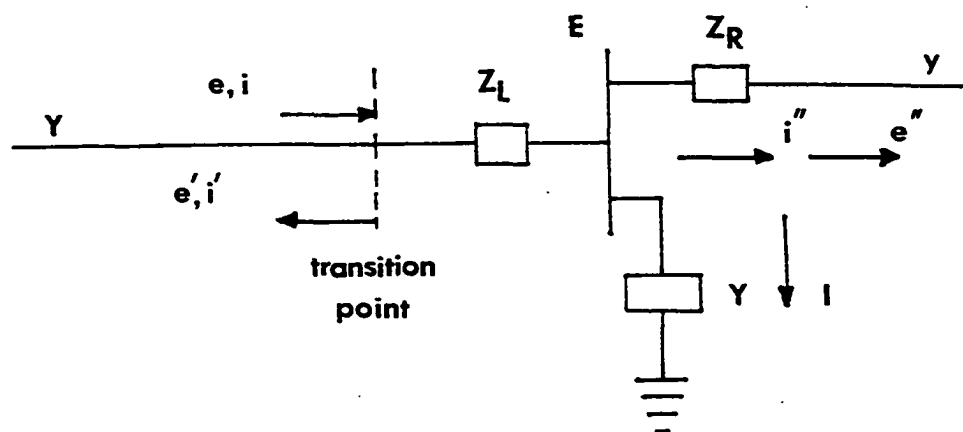 E
Z_R
y
e, i
Z_L
Y
i″
e″
e′, i′
transition
point
Y
I